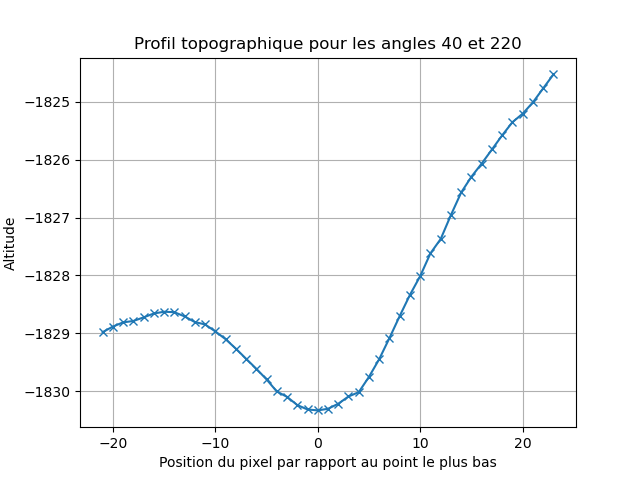 Profil topographique pour les angles 40 et 220
−1825
−1826
−1827
−1828
−1829
−1830
Altitude
−20 −10 0 10 20
Position du pixel par rapport au point le plus bas